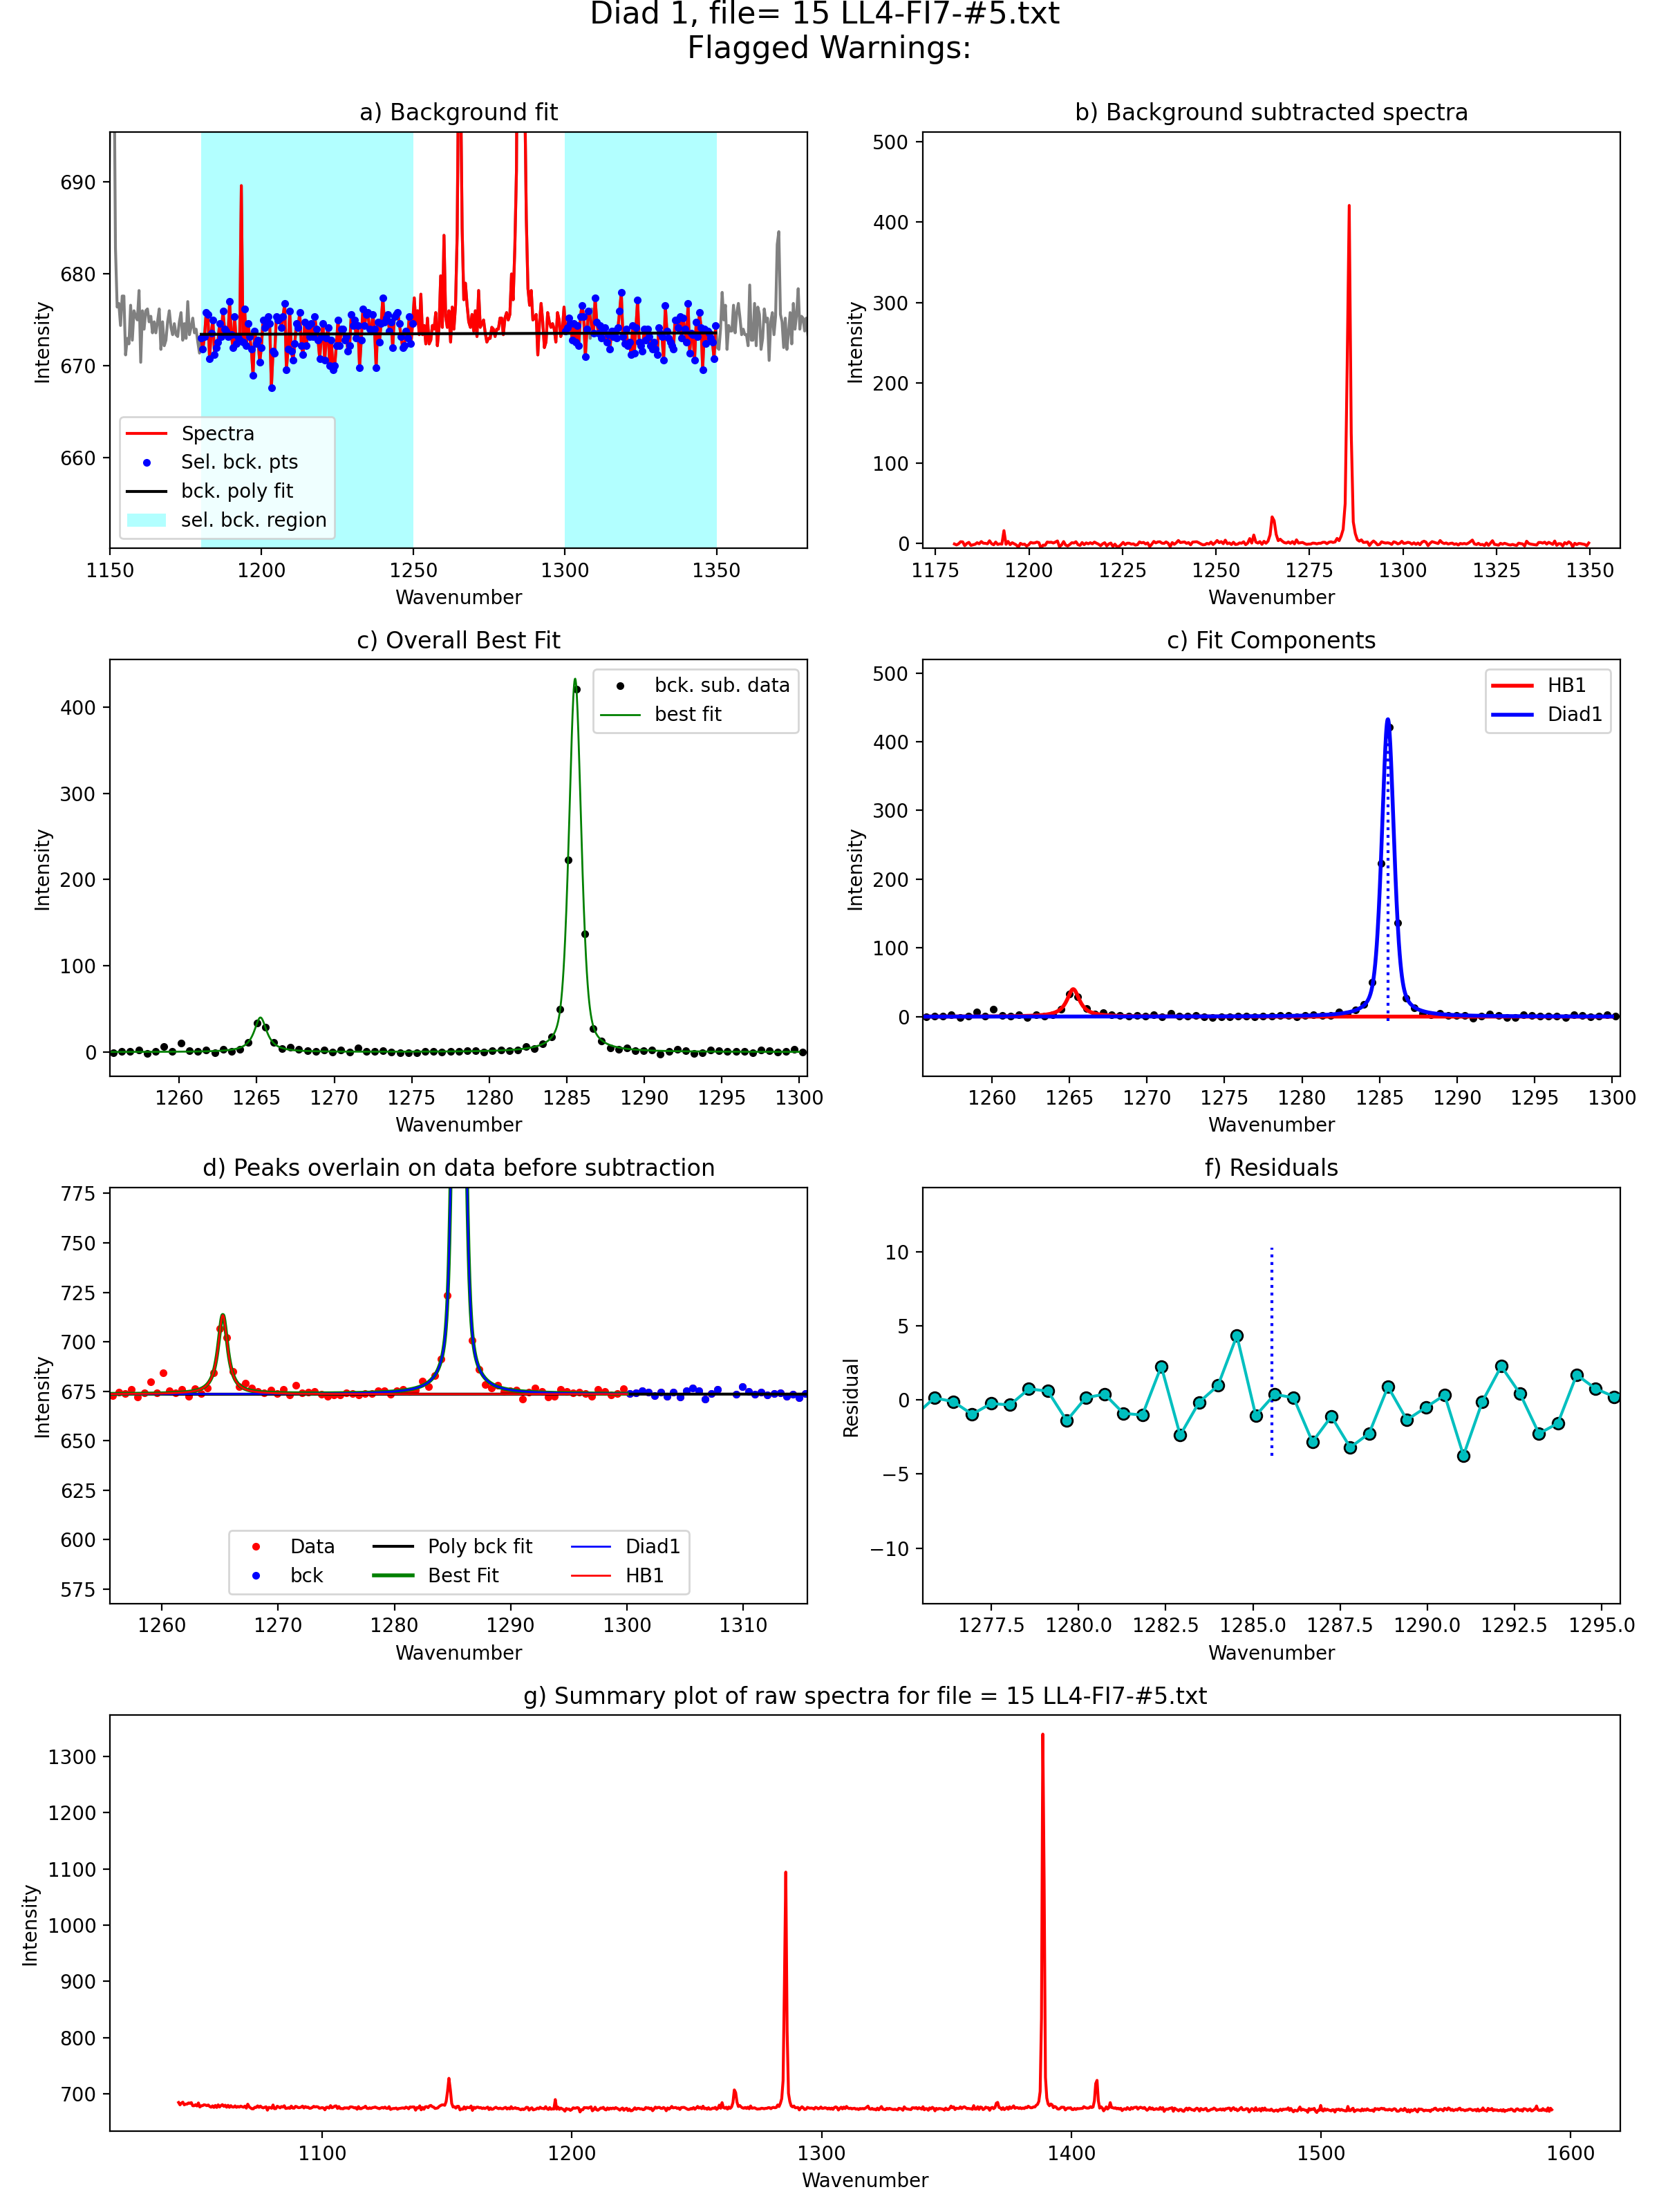 Diad 1, file= 15 LL4-FI7-#5.txt
Flagged Warnings:
a) Background fit
690
680
670
660
Intensity
Spectra
Sel. bck. pts
bck. poly fit
sel. bck. region
1150 1200 1250 1300 1350
Wavenumber
b) Background subtracted spectra
500
400
300
200
100
0
Intensity
1175 1200 1225 1250 1275 1300 1325 1350
Wavenumber
c) Overall Best Fit
400
300
200
100
0
Intensity
bck. sub. data
best fit
1260 1265 1270 1275 1280 1285 1290 1295 1300
Wavenumber
c) Fit Components
500
400
300
200
100
0
Intensity
HB1
Diad1
1260 1265 1270 1275 1280 1285 1290 1295 1300
Wavenumber
d) Peaks overlain on data before subtraction
775
750
725
700
675
650
625
600
575
Intensity
Data
bck
Poly bck fit
Best Fit
Diad1
HB1
1260 1270 1280 1290 1300 1310
Wavenumber
f) Residuals
10
5
0
−5
−10
Residual
1277.5 1280.0 1282.5 1285.0 1287.5 1290.0 1292.5 1295.0
Wavenumber
g) Summary plot of raw spectra for file = 15 LL4-FI7-#5.txt
1300
1200
1100
1000
900
800
700
Intensity
1100 1200 1300 1400 1500 1600
Wavenumber